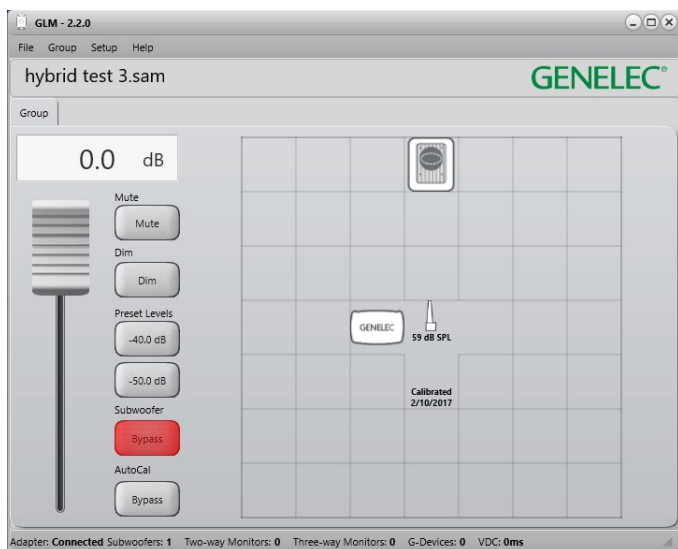 GLM - 2.2.0
File Group Setup Help
hybrid test 3.sam
GENELEC®
Group
0.0 dB
Mute
Mute
Dim
Dim
Preset Levels
-40.0 dB
-50.0 dB
Subwoofer
Bypass
AutoCal
Bypass
GENELEC
59 dB SPL
Calibrated
2/10/2017
Adapter: Connected Subwoofers: 1 Two-way Monitors: 0 Three-way Monitors: 0 G-Devices: 0 VDC: 0ms